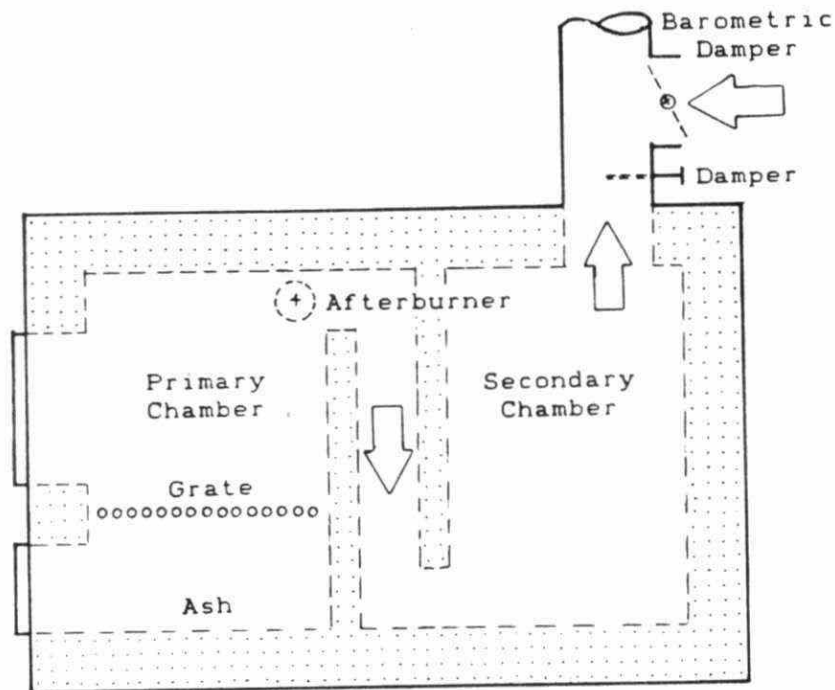 Barometric
Damper
Damper
Afterburner
Primary
Chamber
Secondary
Chamber
Grate
Ash